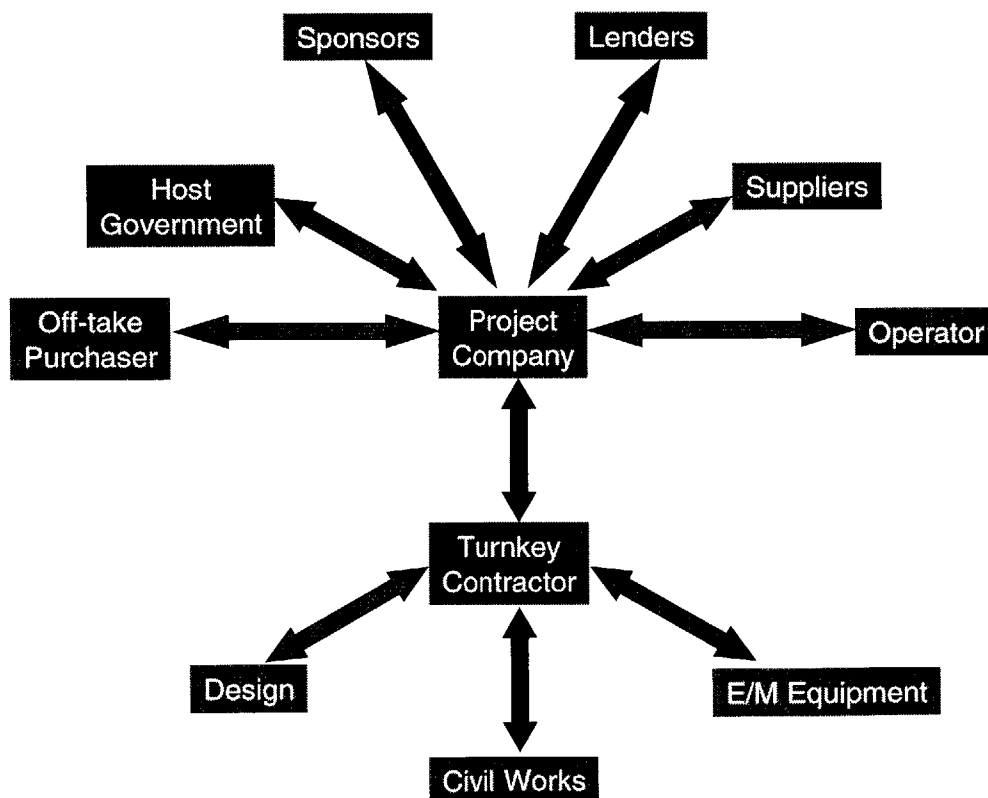 Sponsors
Lenders
Host
Government
Suppliers
Off-take
Purchaser
Project
Company
Operator
Turnkey
Contractor
Design
E/M Equipment
Civil Works